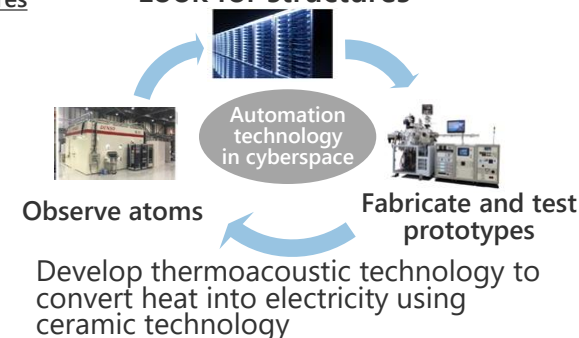 Look for structures
Automation
technology
in cyberspace
Observe atoms
Fabricate and test
prototypes
Develop thermoacoustic technology to
convert heat into electricity using
ceramic technology